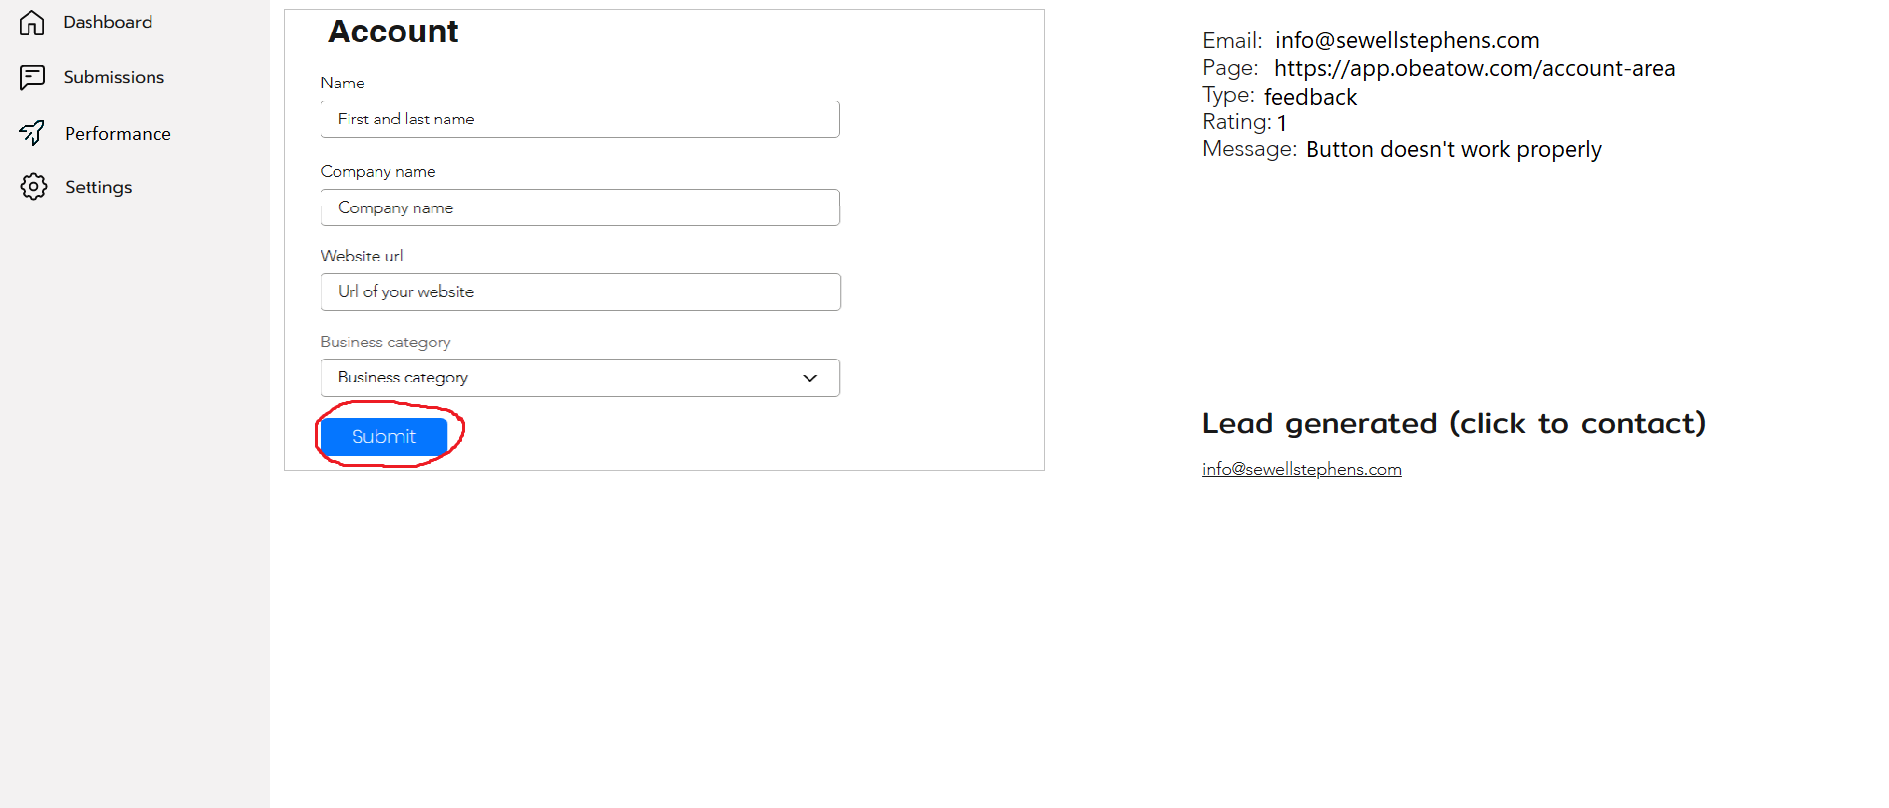 Dashboard
Submissions
Performance
Settings
Account
Name
First and last name
Company name
Company name
Website url
Url of your website
Business category
Business category
Submit
Email: info@sewellstephens.com
Page: https://app.obeatow.com/account-area
Type: feedback
Rating: 1
Message: Button doesn't work properly
Lead generated (click to contact)
info@sewellstephens.com